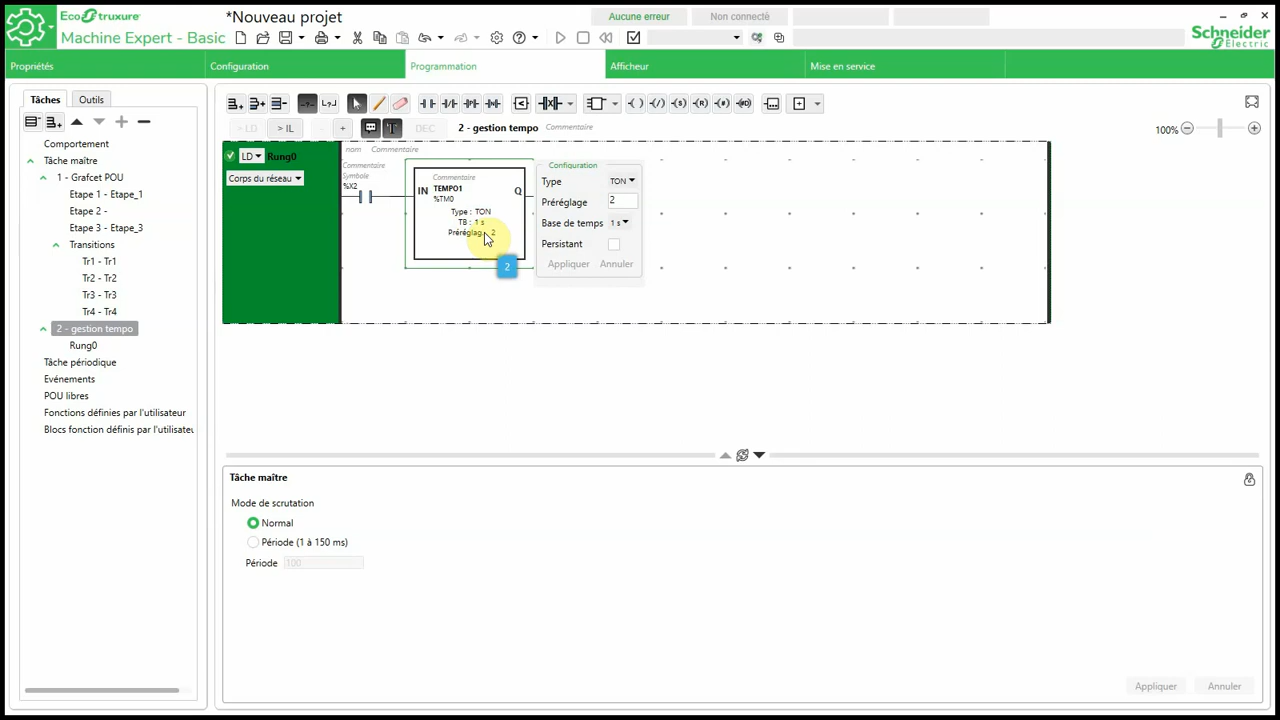 EcoStruxure
Machine Expert - Basic
*Nouveau projet
Aucune erreur
Non connecté
Schneider
Electric
Propriétés
Configuration
Programmation
Afficheur
Mise en service
Tâches
Outils
Comportement
Tâche maître
1 - Grafcet POU
Etape 1 - Etape_1
Etape 2 -
Etape 3 - Etape_3
Transitions
Tr1 - Tr1
Tr2 - Tr2
Tr3 - Tr3
Tr4 - Tr4
2 - gestion tempo
Rung0
Tâche périodique
Evénements
POU libres
Fonctions définies par l'utilisateur
Blocs fonction définis par l'utilisateu
> LD
> IL
DEC
2 - gestion tempo
Commentaire
100%
LD
Rung0
Corps du réseau
nom
Commentaire
Commentaire
Symbole
%X2
Commentaire
IN
TEMPO1
Q
%TM0
Type : TON
TB : 1 s
Préréglag.. 2
2
Configuration
Type
TON
Préréglage
2
Base de temps
1 s
Persistant
Appliquer
Annuler
Tâche maître
Mode de scrutation
Normal
Période (1 à 150 ms)
Période
100
Appliquer
Annuler